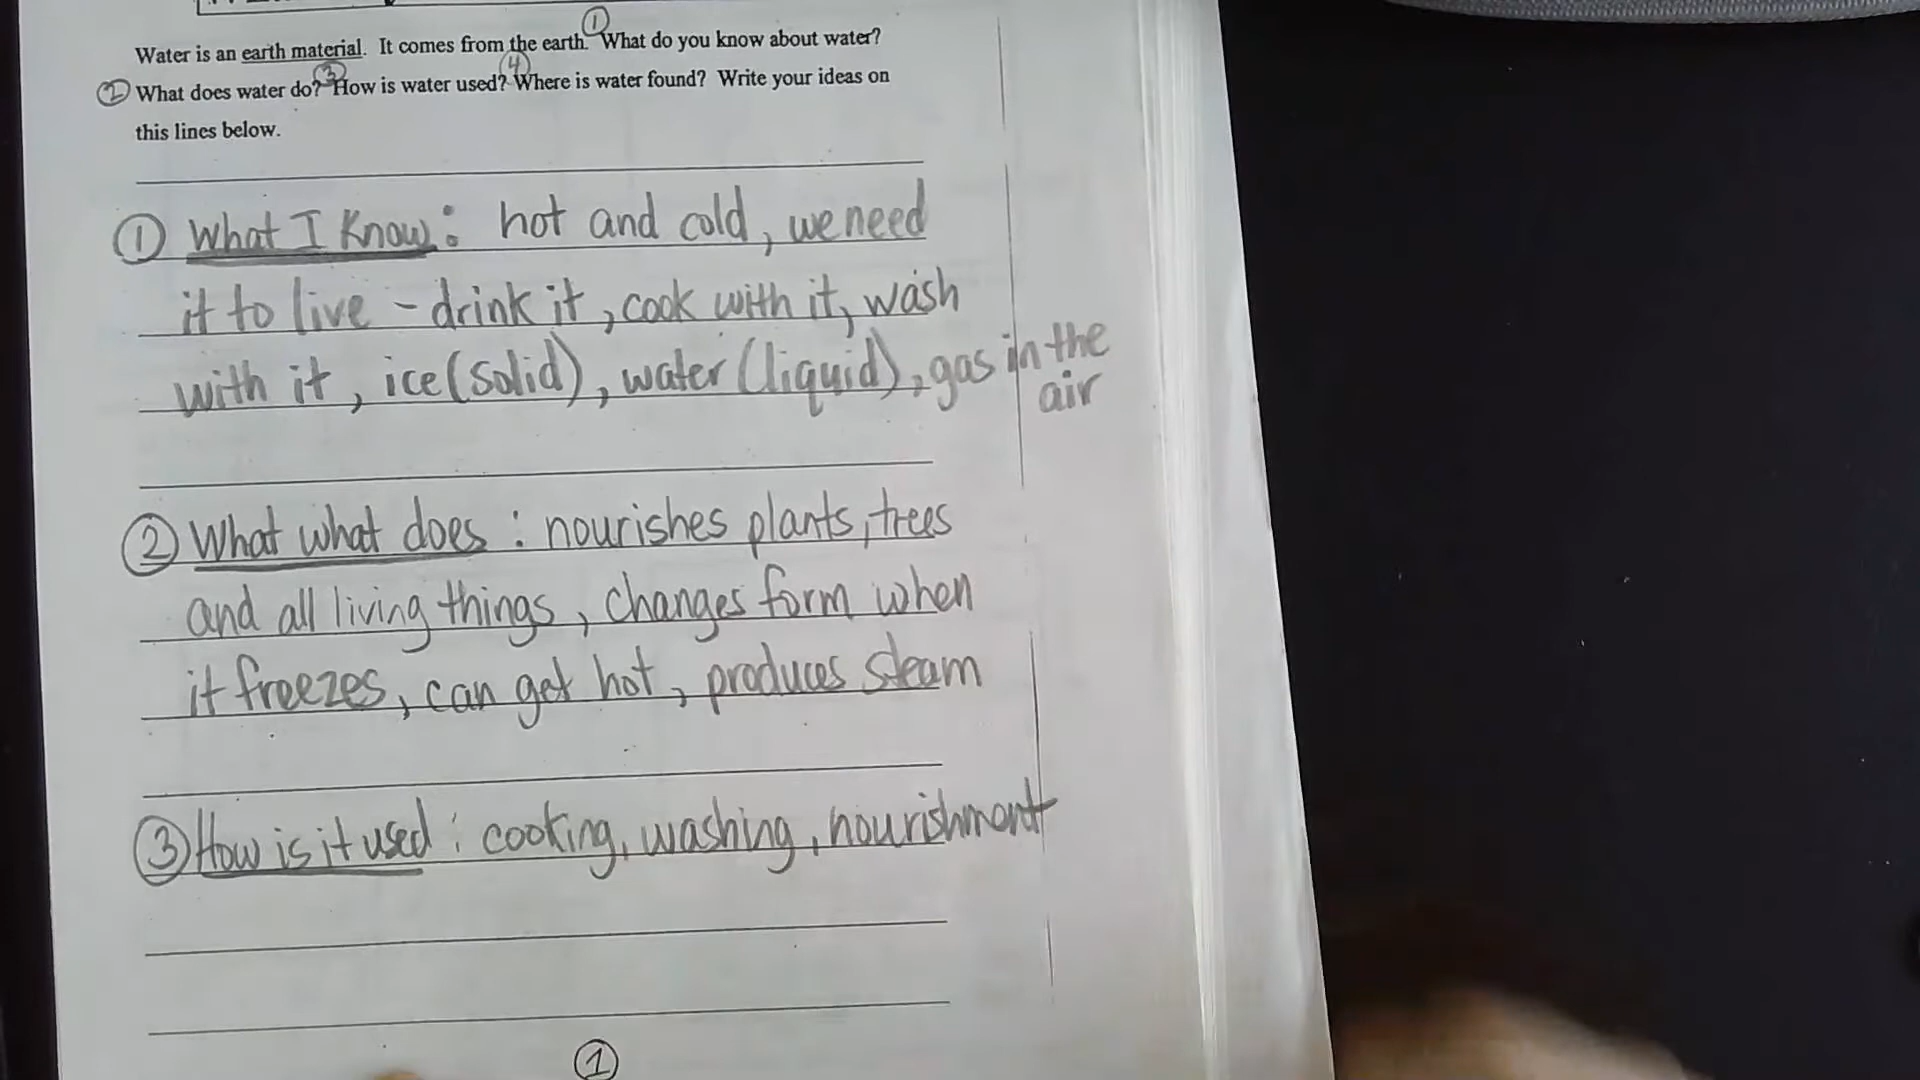 ①
Water is an earth material. It comes from the earth. What do you know about water?
③ ④
② What does water do? How is water used? Where is water found? Write your ideas on
this lines below.
① What I Know: hot and cold, we need
it to live - drink it, cook with it, wash
with it, ice (solid), water (liquid), gas in the
air
② What what does: nourishes plants, trees
and all living things, changes form when
it freezes, can get hot, produces steam
③ How is it used: cooking, washing, nourishment
①